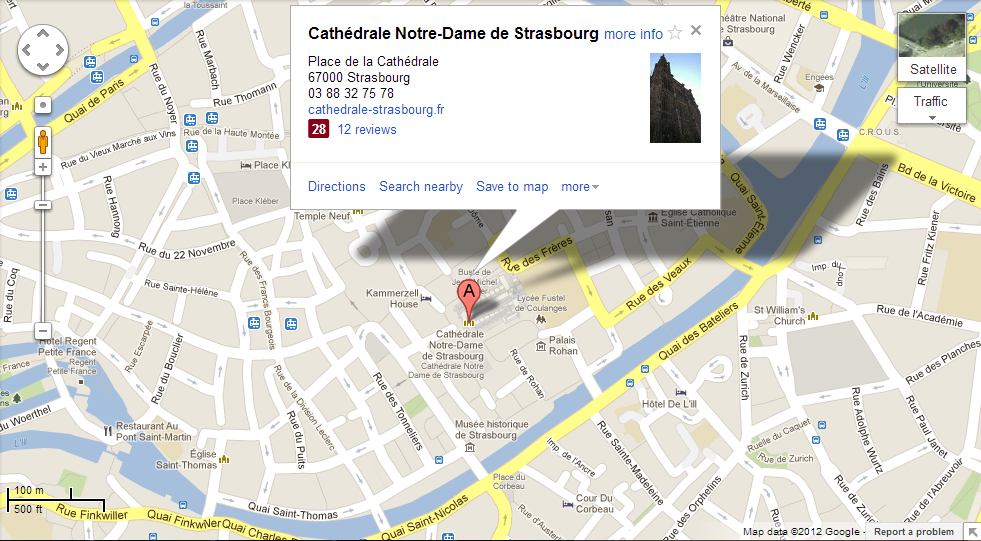 Cathédrale Notre-Dame de Strasbourg more info
Place de la Cathédrale
67000 Strasbourg
03 88 32 75 78
cathedrale-strasbourg.fr
28 12 reviews
Directions Search nearby Save to map more
Satellite
Traffic
la Toussaint
Théâtre National
Strasbourg
Rue Wencker
Av de la Marseillaise
Engees
Université
Presqu'île
C.R.O.U.S.
Bd de la Victoire
Quai de Paris
Rue du Noyer
Rue Marbach
Rue Thomann
Rue de la Haute Montée
Rue du Vieux Marché aux Vins
Place Kléber
Place Kléber
Temple Neuf
Rue Hannong
Rue du 22 Novembre
Rue Sainte-Hélène
Rue des Francs Bourgeois
Rue du Coq
Rue Escarpée
Rue du Bouclier
Hotel Regent
Petite France
Regent
Petite France
du Woerthel
L'Ill
Restaurant Au
Pont Saint-Martin
Église
Saint-Thomas
Rue de la Division Leclerc
Rue du Puits
Rue des Tonneliers
Kammerzell
House
Buste de
A
Cathédrale
Notre-Dame
de Strasbourg
Cathédrale Notre
Dame de Strasbourg
Lycée Fustel
de Coulanges
Palais
Rohan
Rue de Rohan
Musée historique
de Strasbourg
Rue des Frères
Rue des Veaux
Église Catholique
Saint-Étienne
Quai Saint-Étienne
Quai des Bateliers
Rue des Bains
Rue Fritz Kiener
Imp. du
St William's
Church
Rue de l'Académie
Rue des Planches
Rue de Zurich
Hôtel De L'ill
Rue Sainte-Madeleine
Imp. de l'Ancre
Place du
Corbeau
Cour Du
Corbeau
Rue d'Austerlitz
Rue des Orphelins
Ruelle du Caquet
Rue de Zurich
Rue Adolphe Wurtz
Rue Paul Janet
Rue de l'Abreuvoir
100 m
500 ft
Rue Finkwiller
Quai Finkwiller
Quai Saint-Thomas
Quai Saint-Nicolas
Map data ©2012 Google - Report a problem